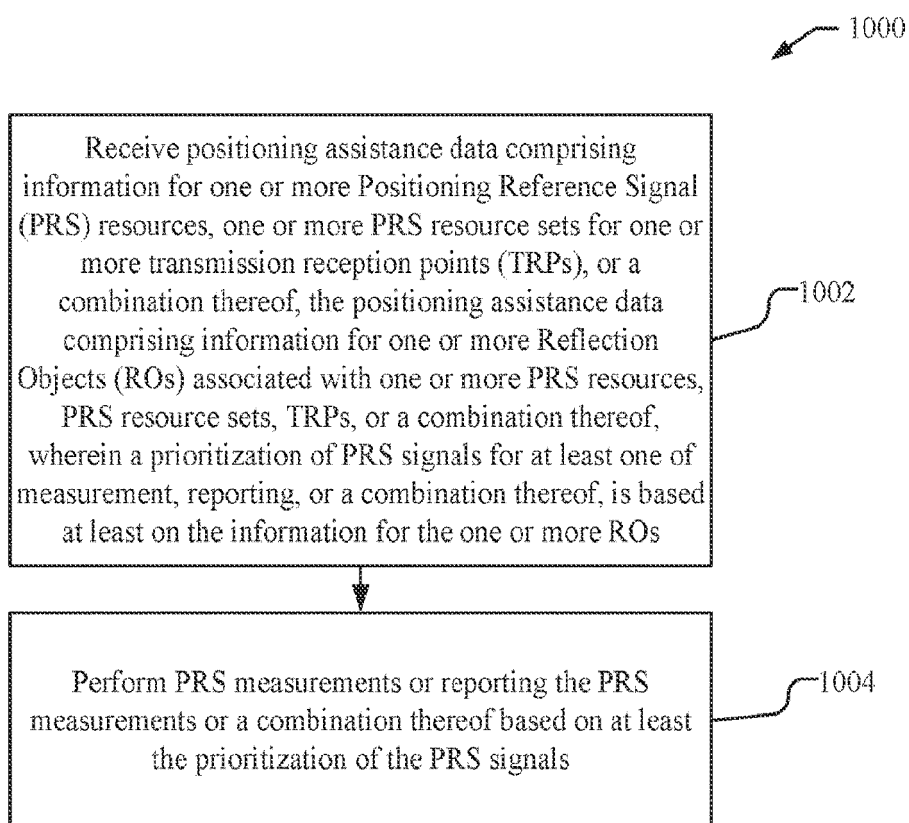 1000
Receive positioning assistance data comprising
information for one or more Positioning Reference Signal
(PRS) resources, one or more PRS resource sets for one or
more transmission reception points (TRPs), or a
combination thereof, the positioning assistance data
comprising information for one or more Reflection
Objects (ROs) associated with one or more PRS resources,
PRS resource sets, TRPs, or a combination thereof,
wherein a prioritization of PRS signals for at least one of
measurement, reporting, or a combination thereof, is based
at least on the information for the one or more ROs
1002
Perform PRS measurements or reporting the PRS
measurements or a combination thereof based on at least
the prioritization of the PRS signals
1004